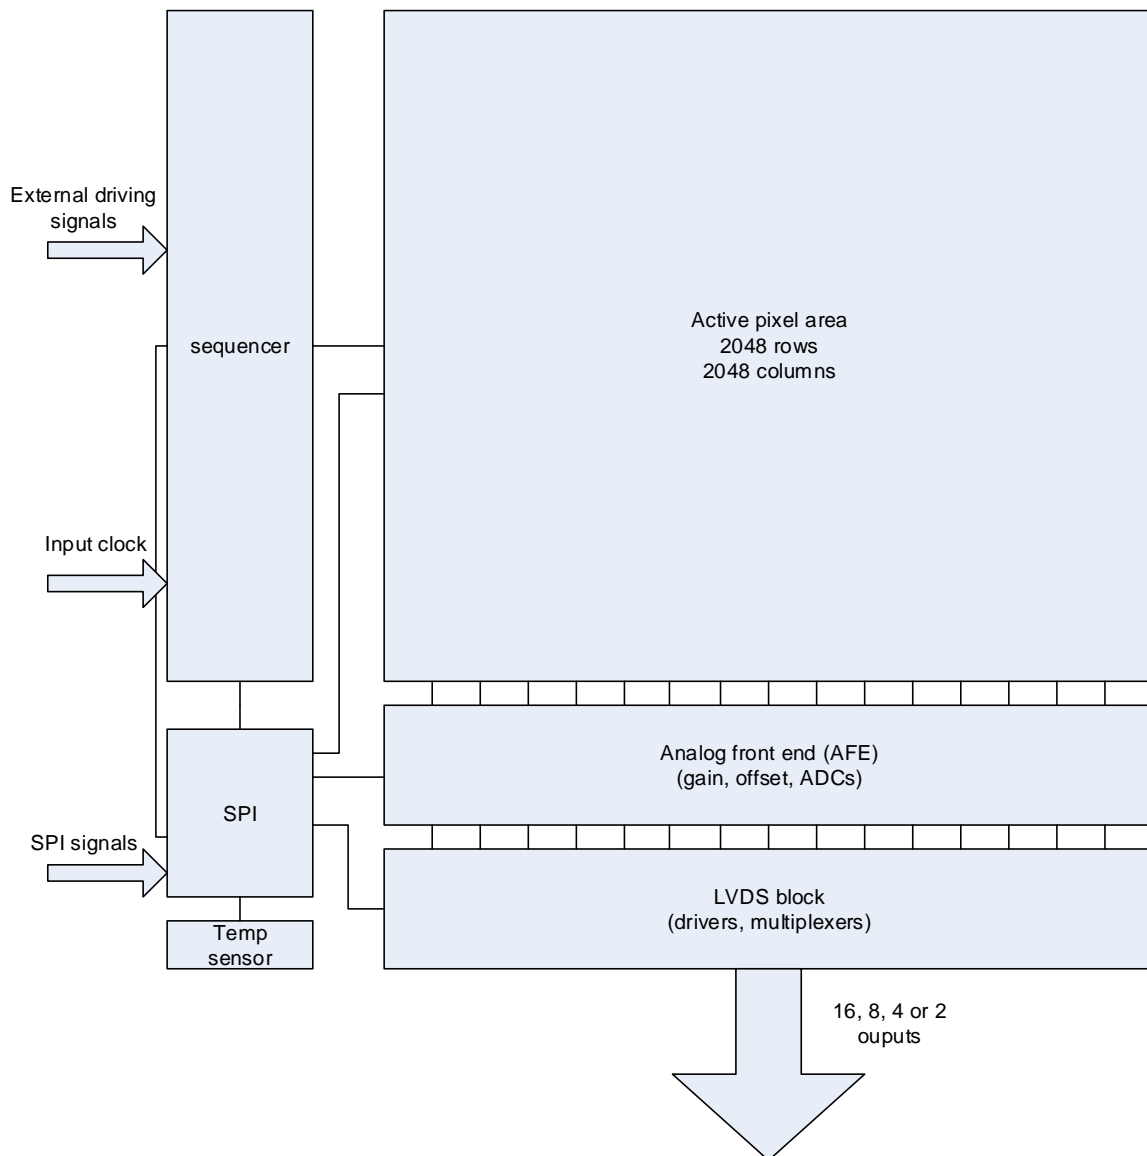 External driving
signals
sequencer
Active pixel area
2048 rows
2048 columns
Input clock
Analog front end (AFE)
(gain, offset, ADCs)
SPI
SPI signals
LVDS block
(drivers, multiplexers)
Temp
sensor
16, 8, 4 or 2
ouputs